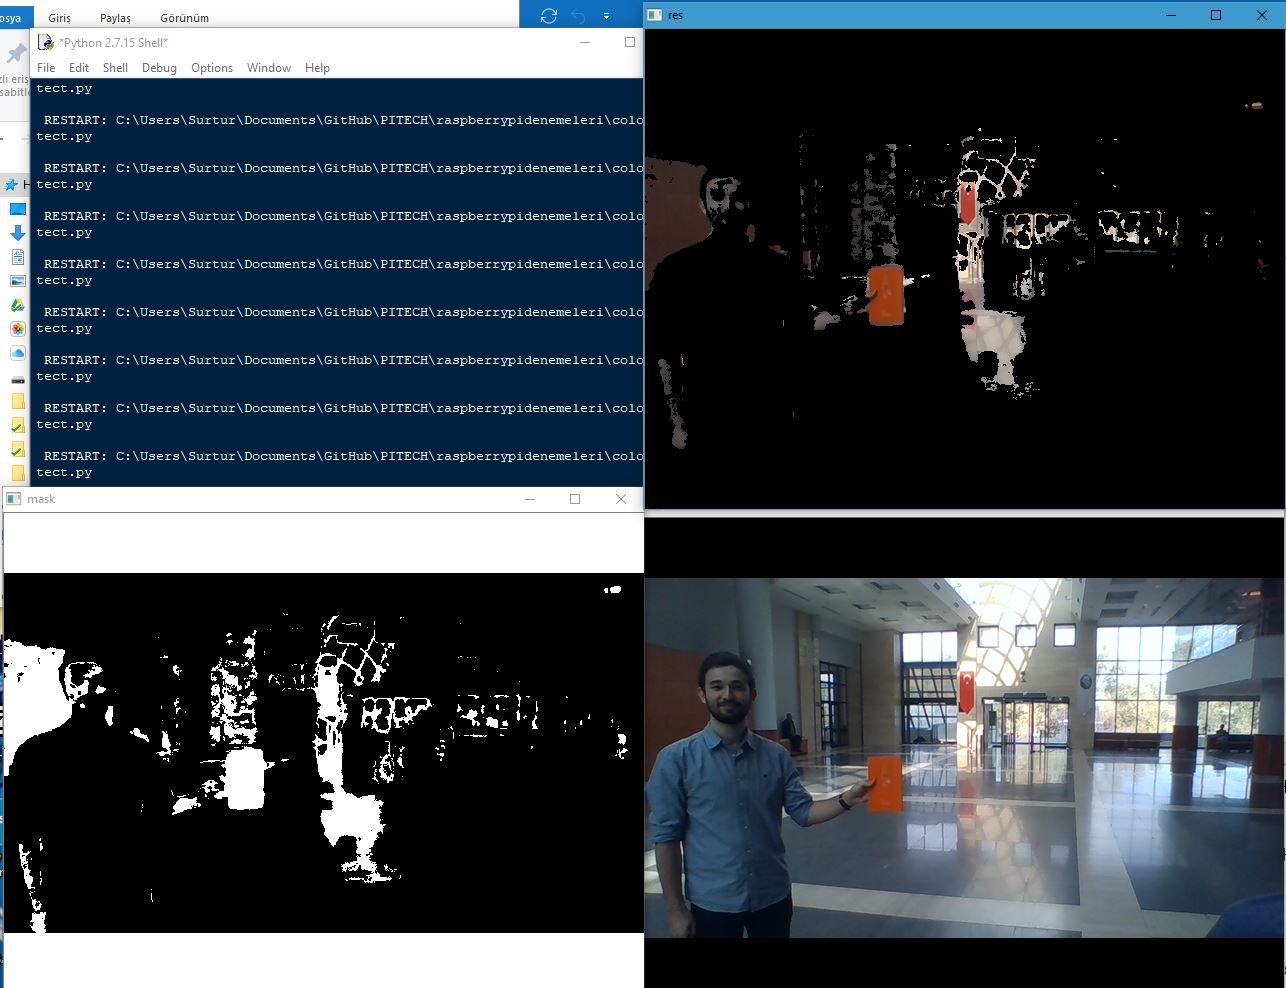 osya Giriş Paylaş Görünüm
*Python 2.7.15 Shell*
File Edit Shell Debug Options Window Help
tect.py
RESTART: C:\Users\Surtur\Documents\GitHub\PITECH\raspberrypidenemeleri\colo
tect.py
RESTART: C:\Users\Surtur\Documents\GitHub\PITECH\raspberrypidenemeleri\colo
tect.py
RESTART: C:\Users\Surtur\Documents\GitHub\PITECH\raspberrypidenemeleri\colo
tect.py
RESTART: C:\Users\Surtur\Documents\GitHub\PITECH\raspberrypidenemeleri\colo
tect.py
RESTART: C:\Users\Surtur\Documents\GitHub\PITECH\raspberrypidenemeleri\colo
tect.py
RESTART: C:\Users\Surtur\Documents\GitHub\PITECH\raspberrypidenemeleri\colo
tect.py
RESTART: C:\Users\Surtur\Documents\GitHub\PITECH\raspberrypidenemeleri\colo
tect.py
RESTART: C:\Users\Surtur\Documents\GitHub\PITECH\raspberrypidenemeleri\colo
tect.py
zlı eriş
sabitl
H
res
mask